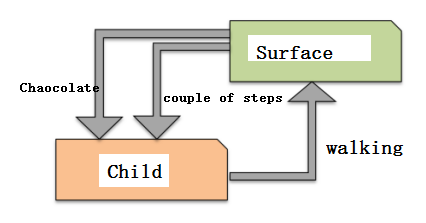 Surface
Chaocolate
couple of steps
walking
Child